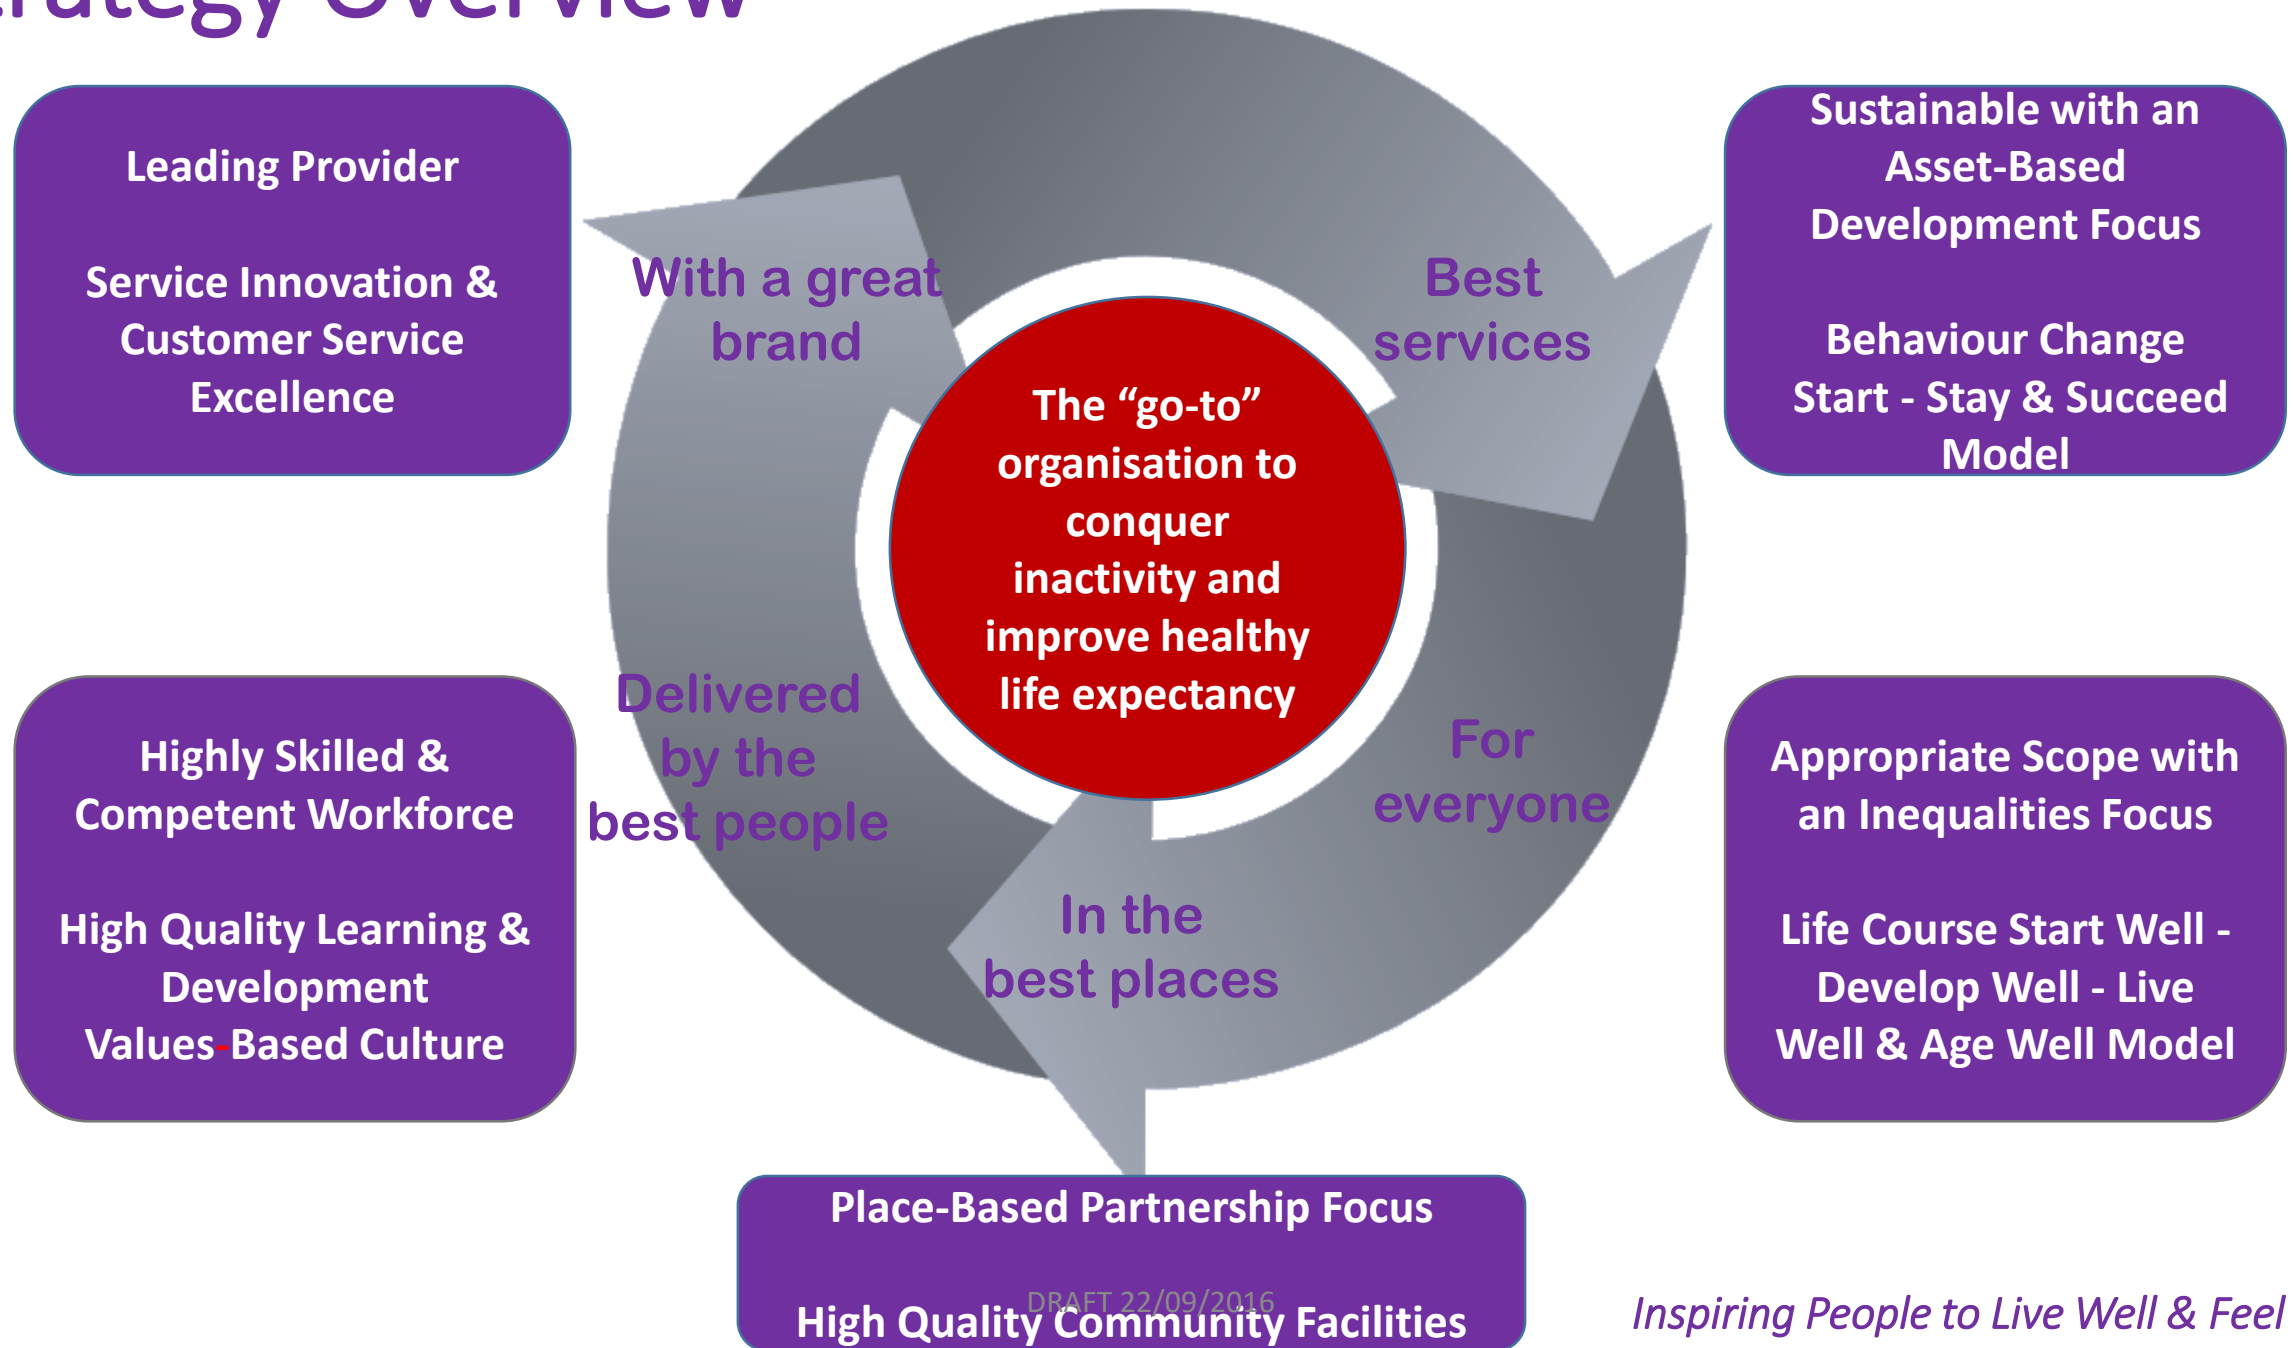 Strategy Overview
Leading Provider
Service Innovation &
Customer Service
Excellence
With a great
brand
Best
services
Sustainable with an
Asset-Based
Development Focus
Behaviour Change
Start - Stay & Succeed
Model
The “go-to”
organisation to
conquer
inactivity and
improve healthy
life expectancy
Highly Skilled &
Competent Workforce
High Quality Learning &
Development
Values-Based Culture
Delivered
by the
best people
For
everyone
Appropriate Scope with
an Inequalities Focus
Life Course Start Well -
Develop Well - Live
Well & Age Well Model
In the
best places
Place-Based Partnership Focus
High Quality Community Facilities
DRAFT 22/09/2016
Inspiring People to Live Well & Feel